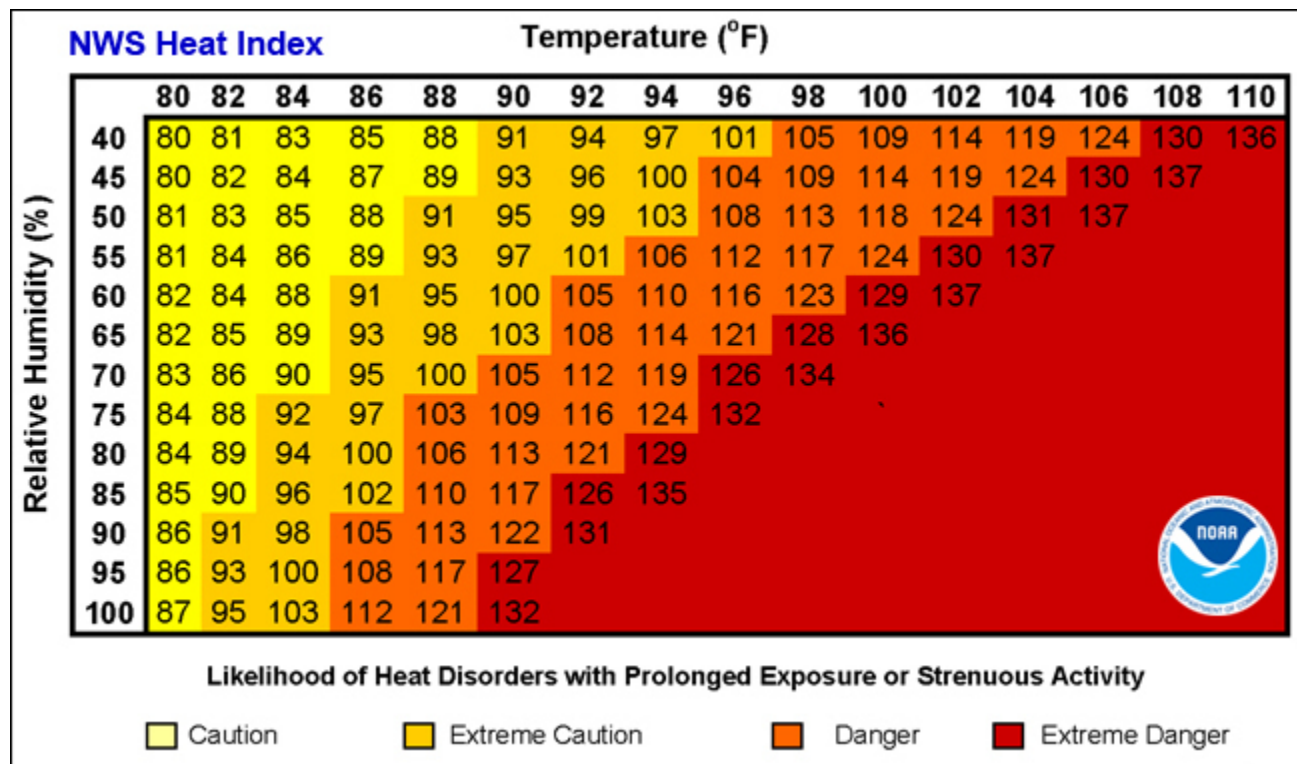 NWS Heat Index
Temperature (°F)
80 82 84 86 88 90 92 94 96 98 100 102 104 106 108 110
Relative Humidity (%)
40 80 81 83 85 88 91 94 97 101 105 109 114 119 124 130 136
45 80 82 84 87 89 93 96 100 104 109 114 119 124 130 137
50 81 83 85 88 91 95 99 103 108 113 118 124 131 137
55 81 84 86 89 93 97 101 106 112 117 124 130 137
60 82 84 88 91 95 100 105 110 116 123 129 137
65 82 85 89 93 98 103 108 114 121 128 136
70 83 86 90 95 100 105 112 119 126 134
75 84 88 92 97 103 109 116 124 132
80 84 89 94 100 106 113 121 129
85 85 90 96 102 110 117 126 135
90 86 91 98 105 113 122 131
95 86 93 100 108 117 127
100 87 95 103 112 121 132
NATIONAL OCEANIC AND ATMOSPHERIC ADMINISTRATION
NOAA
U.S. DEPARTMENT OF COMMERCE
Likelihood of Heat Disorders with Prolonged Exposure or Strenuous Activity
Caution
Extreme Caution
Danger
Extreme Danger